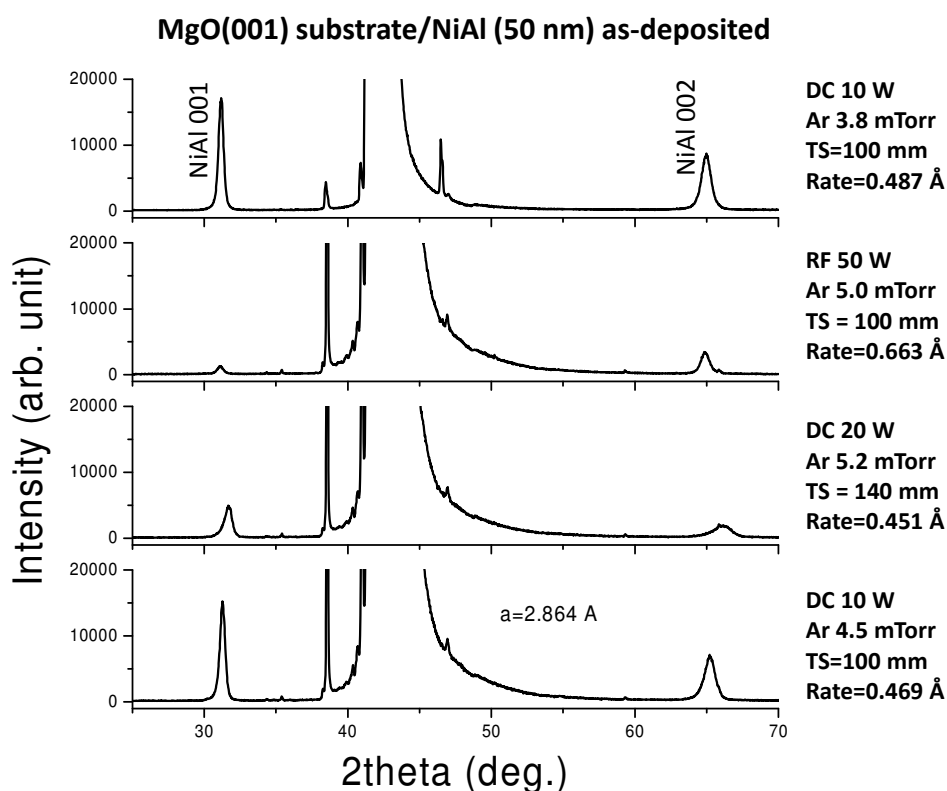 MgO(001) substrate/NiAl (50 nm) as-deposited
Intensity (arb. unit)
20000
10000
0
NiAl 001
NiAl 002
DC 10 W
Ar 3.8 mTorr
TS=100 mm
Rate=0.487 Å
20000
10000
0
RF 50 W
Ar 5.0 mTorr
TS = 100 mm
Rate=0.663 Å
20000
10000
0
DC 20 W
Ar 5.2 mTorr
TS = 140 mm
Rate=0.451 Å
20000
10000
0
a=2.864 A
DC 10 W
Ar 4.5 mTorr
TS=100 mm
Rate=0.469 Å
30 40 50 60 70
2theta (deg.)